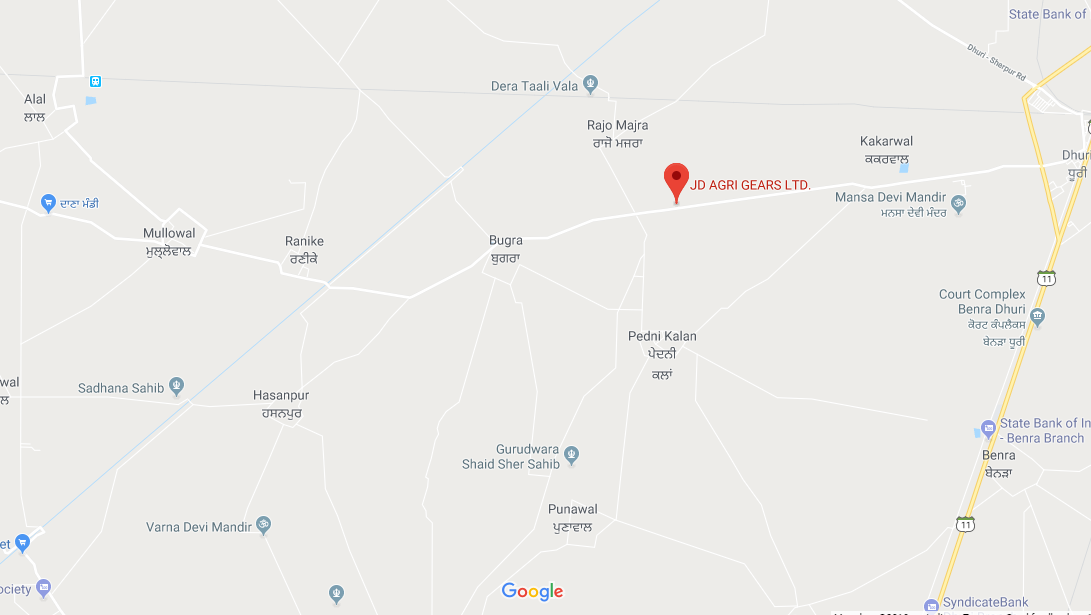 State Bank of
Dhuri - Sherpur Rd
Dera Taali Vala
Alal
ਲਾਲ
Rajo Majra
ਰਾਜੋ ਮਜਰਾ
Kakarwal
ਕਕਰਵਾਲ
Dhuri
ਧੂਰੀ
JD AGRI GEARS LTD.
Mansa Devi Mandir
ਮਨਸਾ ਦੇਵੀ ਮੰਦਰ
ਦਾਣਾ ਮੰਡੀ
Mullowal
ਮੁਲ੍ਲੋਵਾਲ
Ranike
ਰਣੀਕੇ
Bugra
ਬੁਗਰਾ
11
Court Complex
Benra Dhuri
ਕੋਰਟ ਕੰਪਲੈਕਸ
ਬੇਨੜਾ ਧੂਰੀ
Pedni Kalan
ਪੇਦਨੀ
ਕਲਾਂ
wal
ਲ
Sadhana Sahib
Hasanpur
ਹਸਨਪੁਰ
State Bank of In
- Benra Branch
Benra
ਬੇਨੜਾ
Gurudwara
Shaid Sher Sahib
Punawal
ਪੁਣਾਵਾਲ
Varna Devi Mandir
11
et
ociety
Google
SyndicateBank